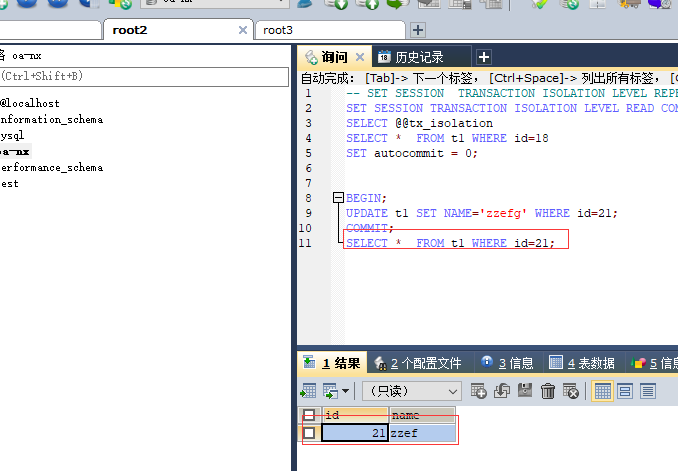 root2
root3
oa-nx
(Ctrl+Shift+B)
@localhost
nformation_schema
ysql
oa-nx
erformance_schema
est
询问
历史记录
自动完成： [Tab]-> 下一个标签， [Ctrl+Space]-> 列出所有标签， [C
1 -- SET SESSION  TRANSACTION ISOLATION LEVEL REPE
2 SET SESSION TRANSACTION ISOLATION LEVEL READ COM
3 SELECT @@tx_isolation
4 SELECT *  FROM t1 WHERE id=18
5 SET autocommit = 0;
6
7
8 BEGIN;
9 UPDATE t1 SET NAME='zzefg' WHERE id=21;
10 COMMIT;
11 SELECT *  FROM t1 WHERE id=21;
1 结果
2 个配置文件
3 信息
4 表数据
5 信息
（只读）
id name
21 zzef